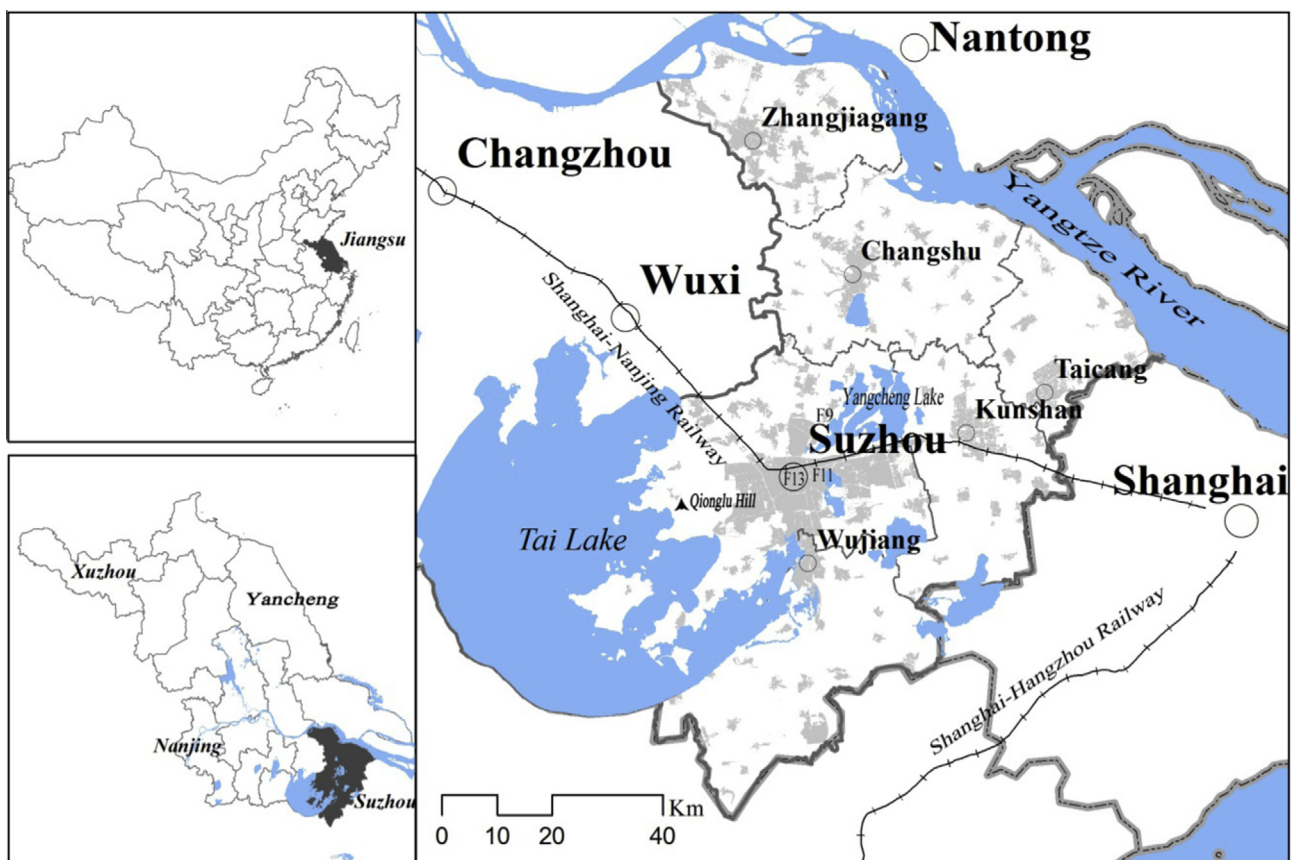 Jiangsu
Xuzhou
Yancheng
Nanjing
Suzhou
Nantong
Zhangjiagang
Changzhou
Yangtze River
Changshu
Wuxi
Shanghai-Nanjing Railway
Taicang
Yangcheng Lake
Kunshan
F9
Suzhou
F13
F11
Shanghai
Qionglu Hill
Tai Lake
Wujiang
Shanghai-Hangzhou Railway
Km
0 10 20 40